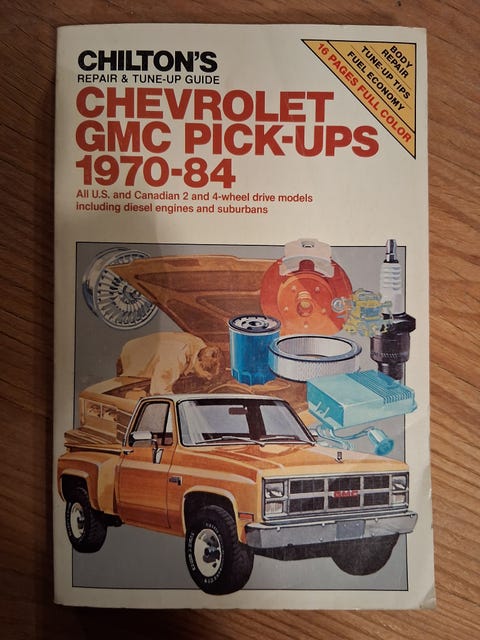 CHILTON'S
REPAIR & TUNE-UP GUIDE
CHEVROLET
GMC PICK-UPS
1970-84
All U.S. and Canadian 2 and 4-wheel drive models
including diesel engines and suburbans
BODY
REPAIR
TUNE-UP TIPS
FUEL ECONOMY
16 PAGES FULL COLOR
GMC